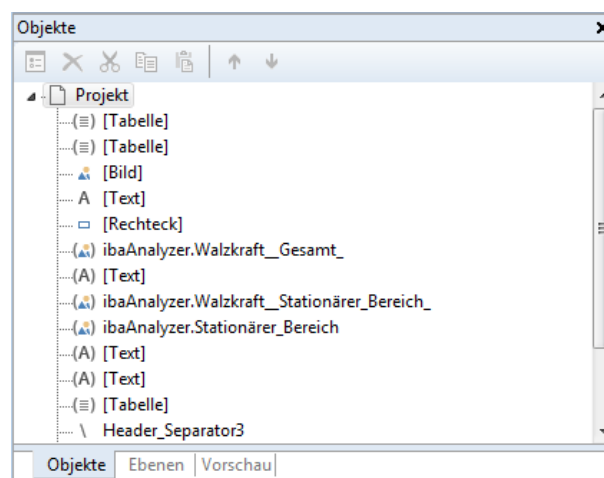 Objekte
Projekt
[Tabelle]
[Tabelle]
[Bild]
A [Text]
[Rechteck]
ibaAnalyzer.Walzkraft__Gesamt_
(A) [Text]
ibaAnalyzer.Walzkraft__Stationärer_Bereich_
ibaAnalyzer.Stationärer_Bereich
(A) [Text]
(A) [Text]
[Tabelle]
Header_Separator3
Objekte Ebenen Vorschau